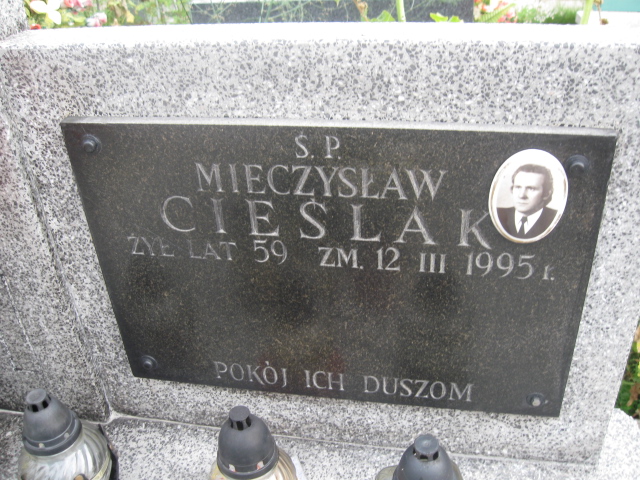 Ś. P.
MIECZYSŁAW
CIEŚLAK
ŻYŁ LAT 59 ZM. 12 III 1995 r.
POKÓJ ICH DUSZOM